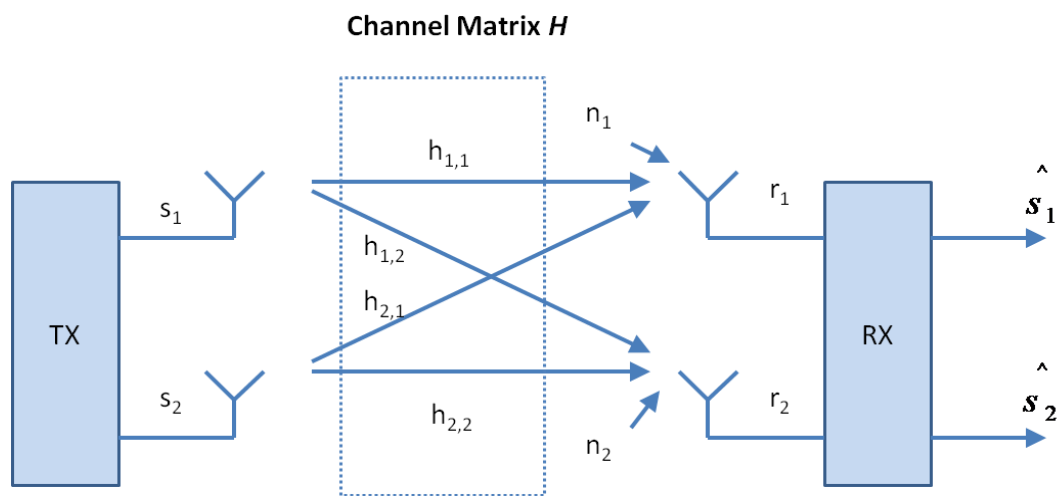 Channel Matrix H
n₁
h₁,₁
s₁
r₁
ŝ₁
h₁,₂
h₂,₁
TX
RX
s₂
r₂
ŝ₂
h₂,₂
n₂